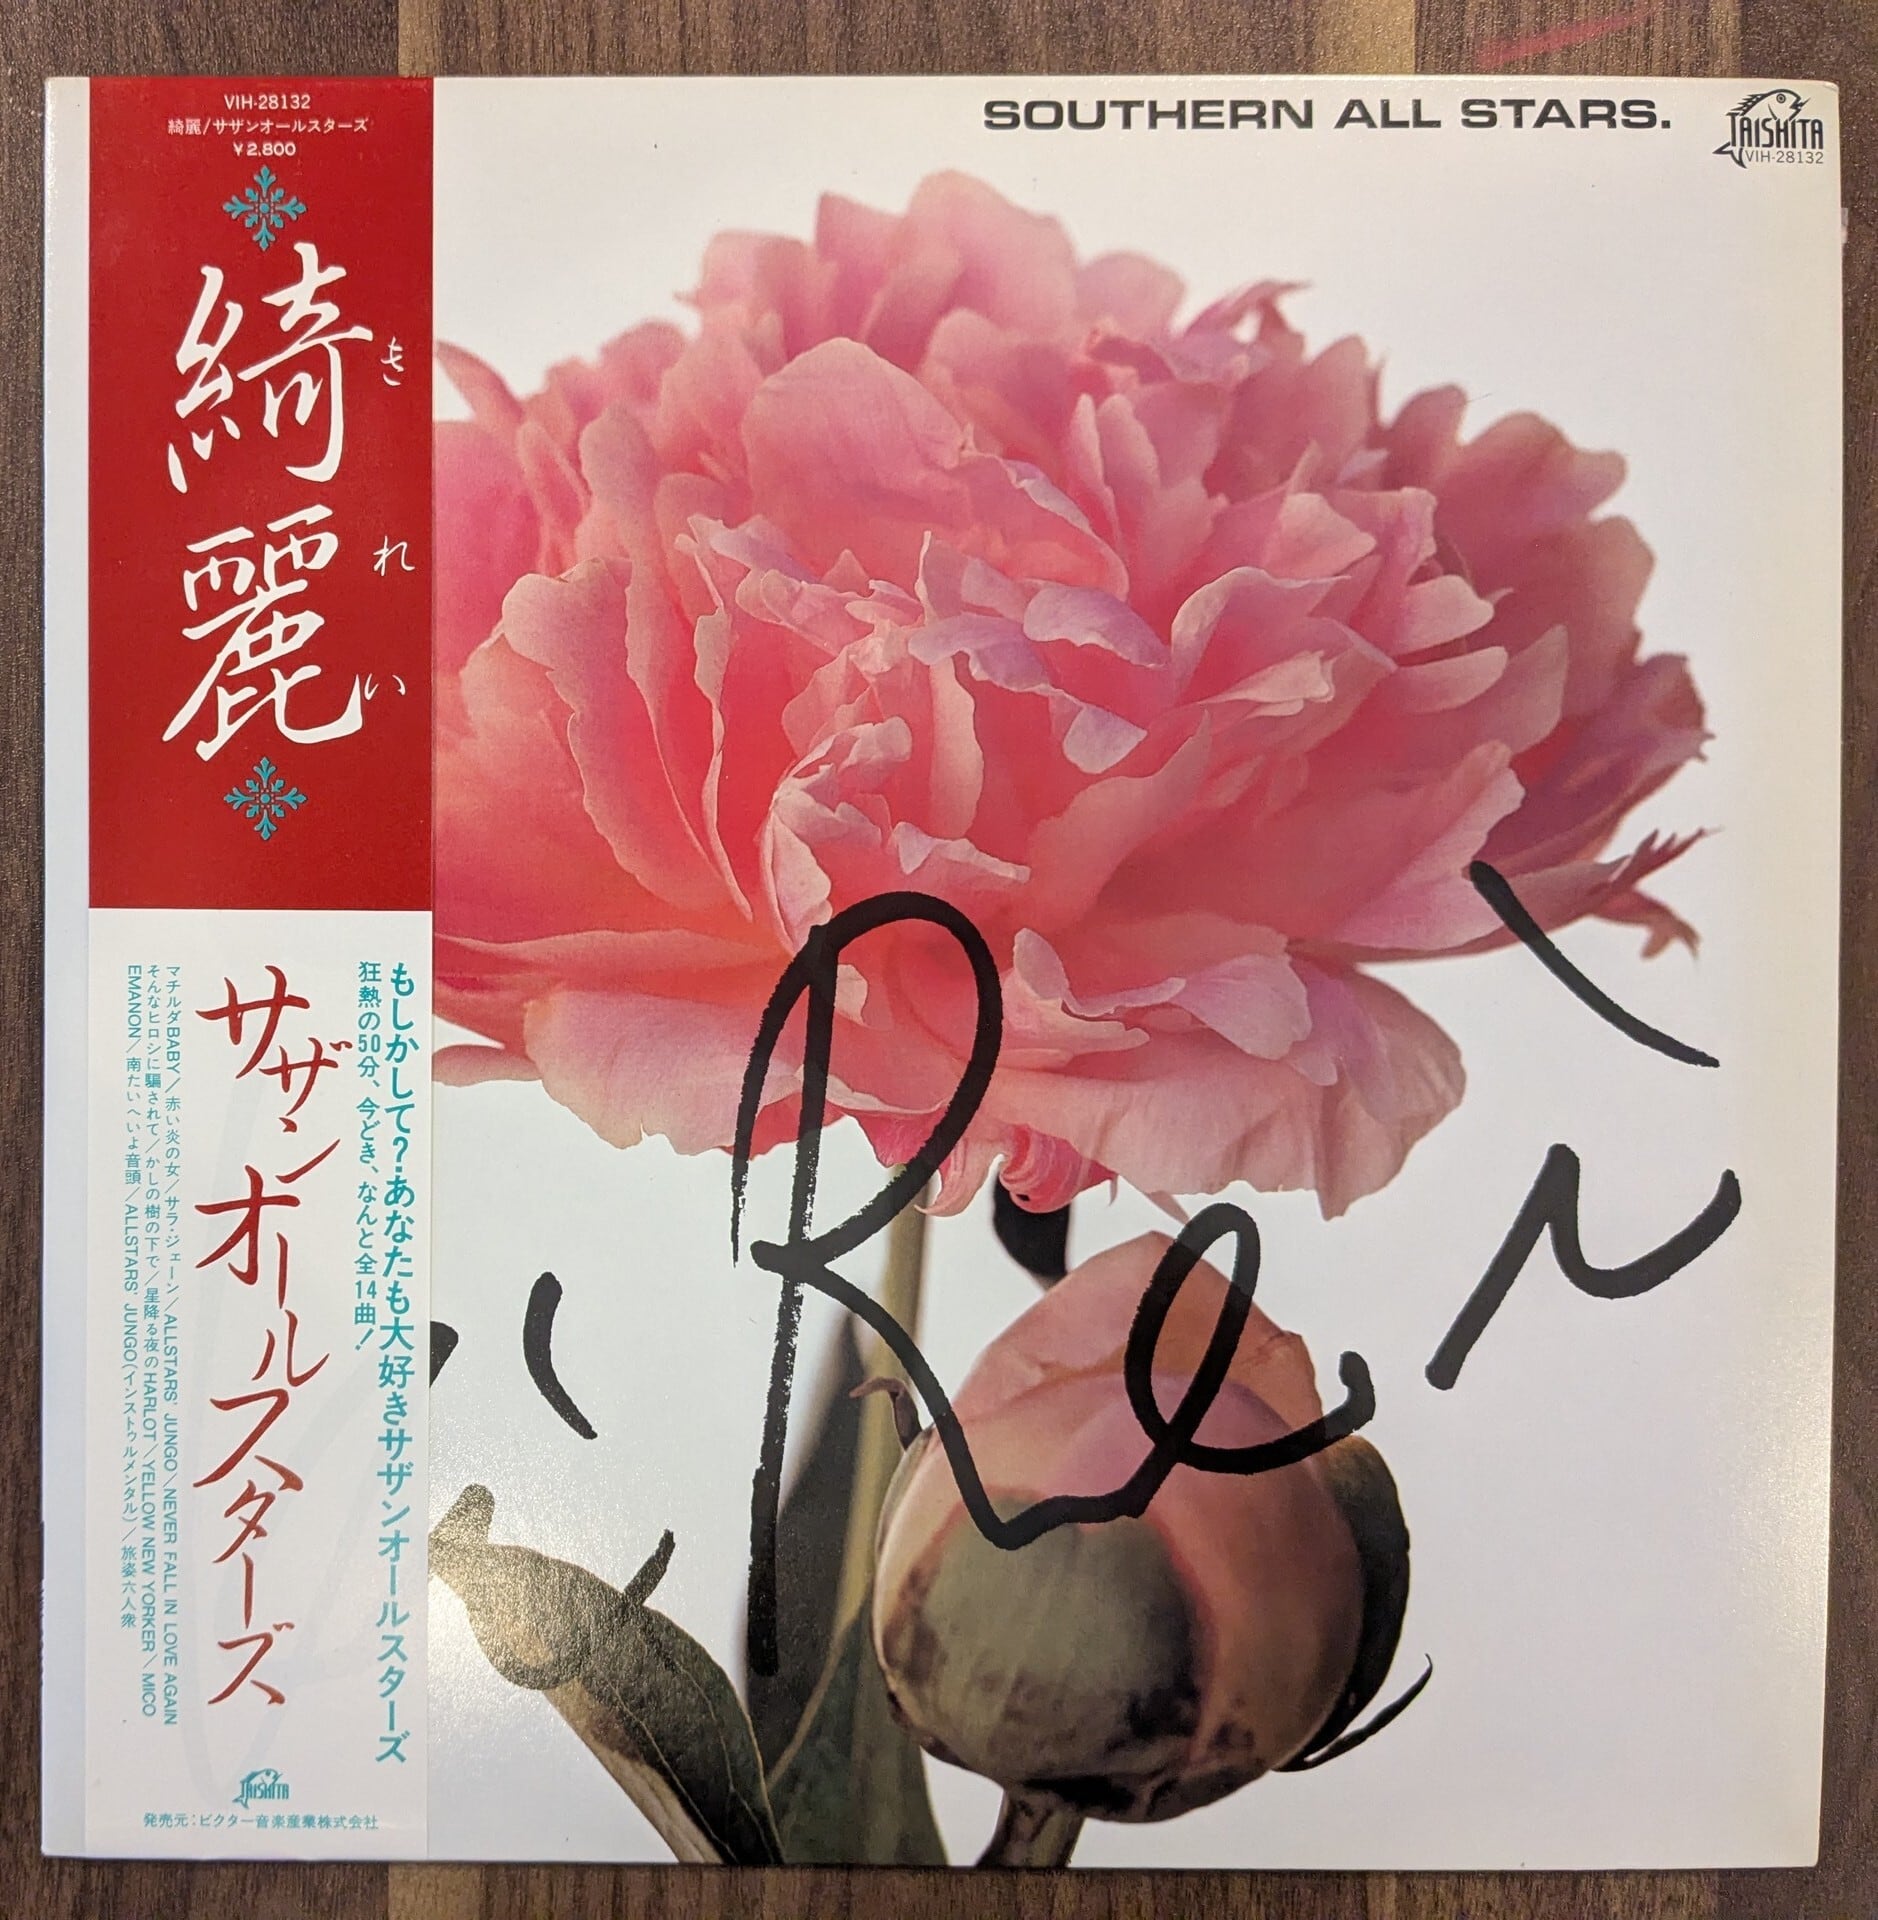 VIH-28132
綺麗/サザンオールスターズ
¥2,800
綺麗
きれい
もしかして?あなたも大好きサザンオールスターズ
狂熱の50分、今どき、なんと全14曲!
サザンオールスターズ
マチルダBABY/赤い炎の女/サラ・ジェーン/ALLSTARS' JUNGO/NEVER FALL IN LOVE AGAIN
そんなヒロシに騙されて/かしの樹の下で/星降る夜のHARLOT/YELLOW NEW YORKER/MICO
EMANON/南たいへいよ音頭/ALLSTARS' JUNGO(インストゥルメンタル)/旅姿六人衆
TAISHITA
発売元:ビクター音楽産業株式会社
SOUTHERN ALL STARS.
TAISHITA
VIH-28132
Rei